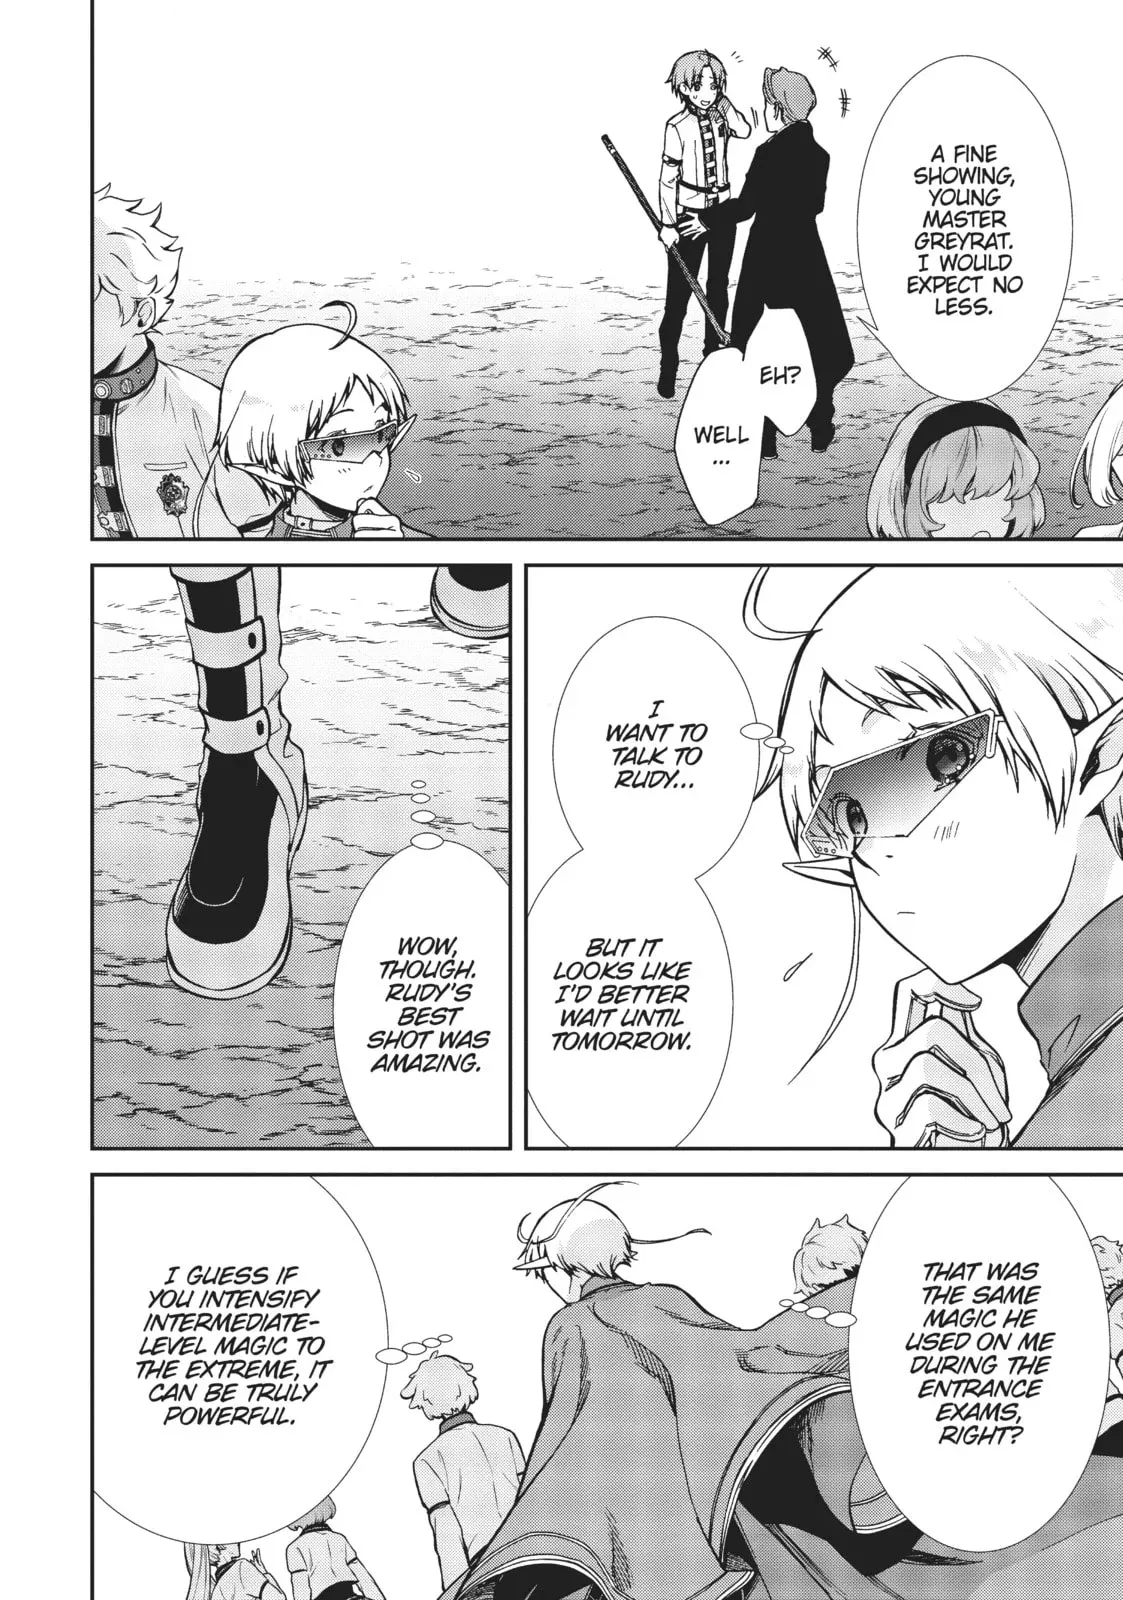 A FINE
SHOWING,
YOUNG
MASTER
GREYRAT.
I WOULD
EXPECT NO
LESS.
EH?
WELL
...
I
WANT TO
TALK TO
RUDY...
BUT IT
LOOKS LIKE
I'D BETTER
WAIT UNTIL
TOMORROW.
WOW,
THOUGH.
RUDY'S
BEST
SHOT WAS
AMAZING.
THAT WAS
THE SAME
MAGIC HE
USED ON ME
DURING THE
ENTRANCE
EXAMS,
RIGHT?
I GUESS IF
YOU INTENSIFY
INTERMEDIATE-
LEVEL MAGIC TO
THE EXTREME, IT
CAN BE TRULY
POWERFUL.